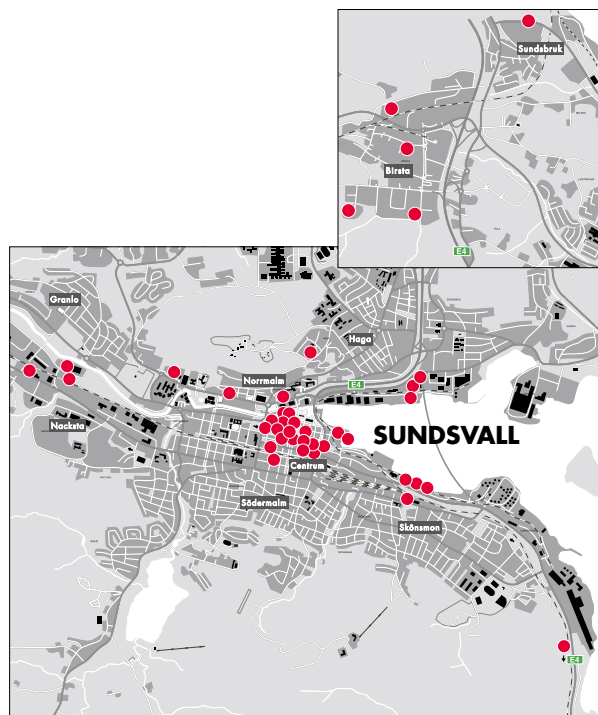 Sundsbruk
Birsta
E4
Granlo
Haga
Norrmalm
E4
Nacksta
SUNDSVALL
Centrum
Södermalm
Skönsmon
E4